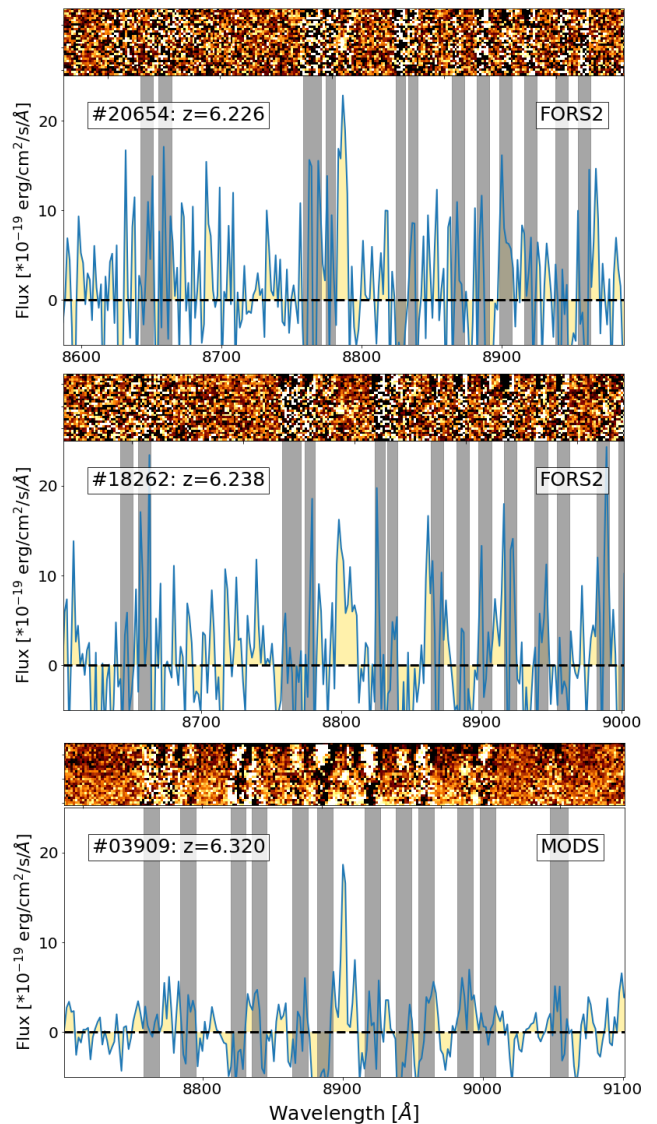 #20654: z=6.226
FORS2
Flux [*10⁻¹⁹ erg/cm²/s/Å]
20
10
0
8600 8700 8800 8900
#18262: z=6.238
FORS2
Flux [*10⁻¹⁹ erg/cm²/s/Å]
20
10
0
8700 8800 8900 9000
#03909: z=6.320
MODS
Flux [*10⁻¹⁹ erg/cm²/s/Å]
20
10
0
8800 8900 9000 9100
Wavelength [Å]